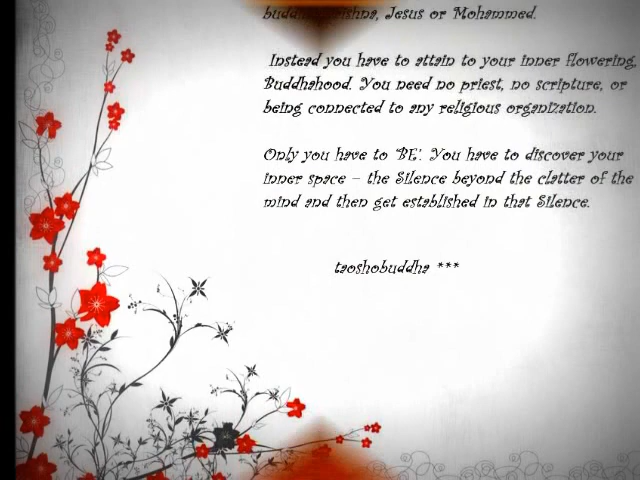 buddha, Krishna, Jesus or Mohammed.
Instead you have to attain to your inner flowering,
Buddhahood. You need no priest, no scripture, or
being connected to any religious organization.
Only you have to 'BE'. You have to discover your
inner space – the Silence beyond the clatter of the
mind and then get established in that Silence.
taoshobuddha ***